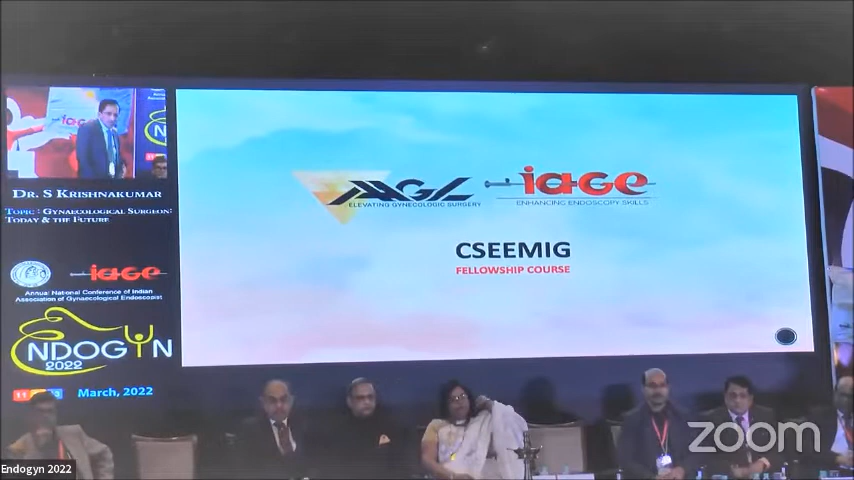 DR. S KRISHNAKUMAR
TOPIC : GYNAECOLOGICAL SURGEON:
TODAY & THE FUTURE
iage
Annual National Conference of Indian
Association of Gynaecological Endoscopist
ENDOGYN
2022
March, 2022
AAGL
ELEVATING GYNECOLOGIC SURGERY
iage
ENHANCING ENDOSCOPY SKILLS
CSEEMIG
FELLOWSHIP COURSE
zoom
Endogyn 2022